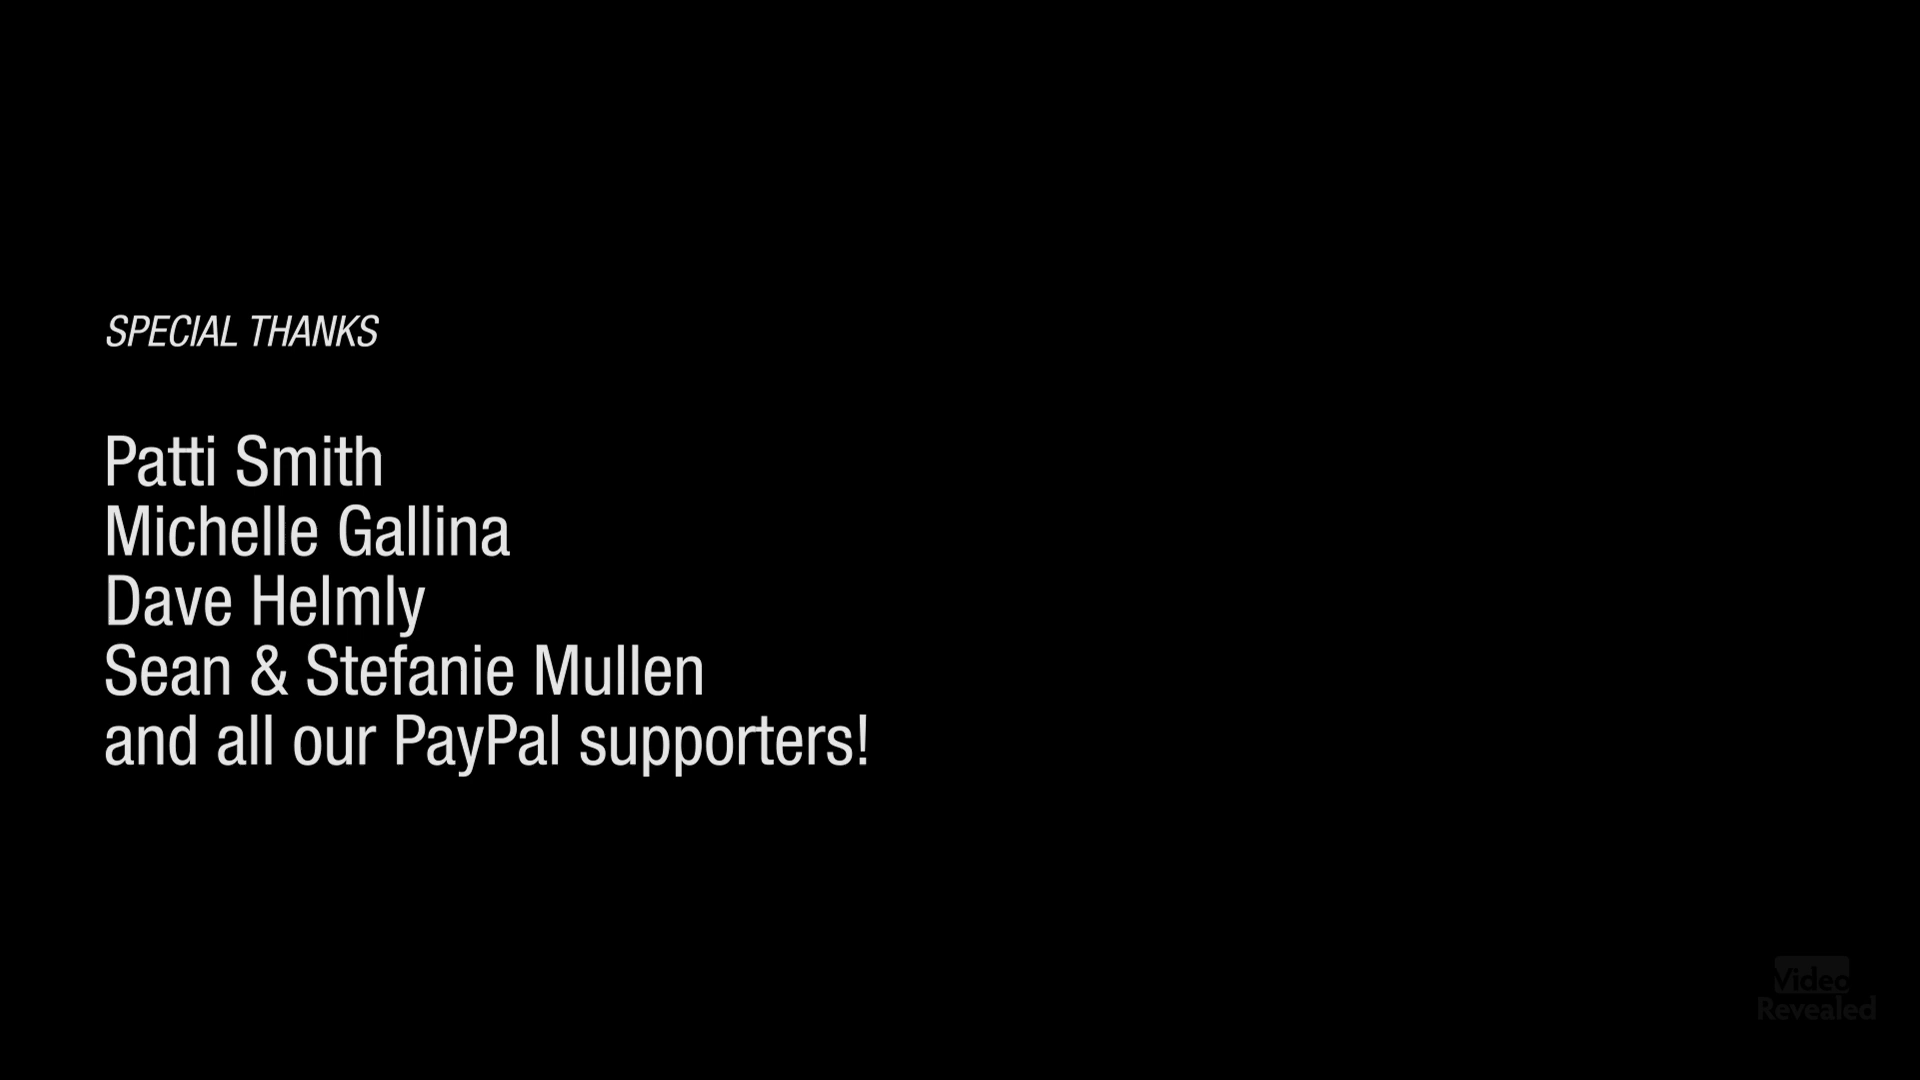 SPECIAL THANKS
Patti Smith
Michelle Gallina
Dave Helmly
Sean & Stefanie Mullen
and all our PayPal supporters!
Video
Revealed